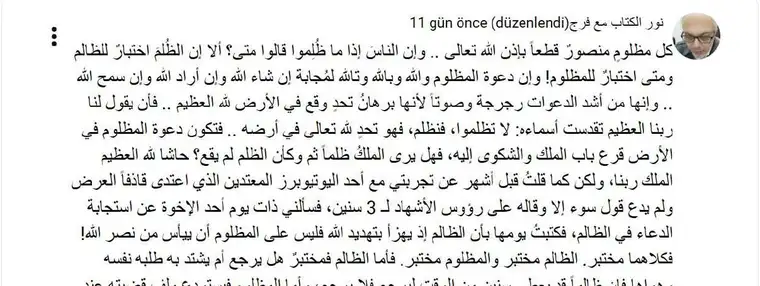 نور الكتاب مع فرج(düzenlendi) 11 gün önce
كل مظلومٍ منصورٌ قطعاً بإذن الله تعالى .. وإن الناسَ إذا ما ظُلِموا قالوا متى؟ ألا إن الظُلمَ اختبارٌ للظالم
ومتى اختبارٌ للمظلوم! وإن دعوة المظلوم والله وبالله وتالله لمُجابة إن شاء الله وإن أراد الله وإن سمح الله
.. وإنها من أشد الدعوات رجرجة وصوتاً لأنها برهانُ تحدٍ وقع في الأرض لله العظيم .. فأن يقول لنا
ربنا العظيم تقدست أسماءه: لا تظلموا، فنظلم، فهو تحدٍ لله تعالى في أرضه .. فتكون دعوة المظلوم في
الأرض قرع باب الملك والشكوى إليه، فهل يرى الملكُ ظلماً ثم وكأن الظلم لم يقع؟ حاشا لله العظيم
الملك ربنا، ولكن كما قلتُ قبل أشهر عن تجربتي مع أحد اليوتيوبرز المعتدين الذي اعتدى قاذفاً العرض
ولم يدع قول سوء إلا وقاله على رؤوس الأشهاد لـ 3 سنين، فسألني ذات يوم أحد الإخوة عن استجابة
الدعاء في الظالم، فكتبتُ يومها بأن الظالم إذ يهزأ بتهديد الله فليس على المظلوم أن ييأس من نصر الله!
فكلاهما مختبر. الظالم مختبر والمظلوم مختبر. فأما الظالم فمختبرٌ هل يرجع أم يشتد به طلبه نفسه